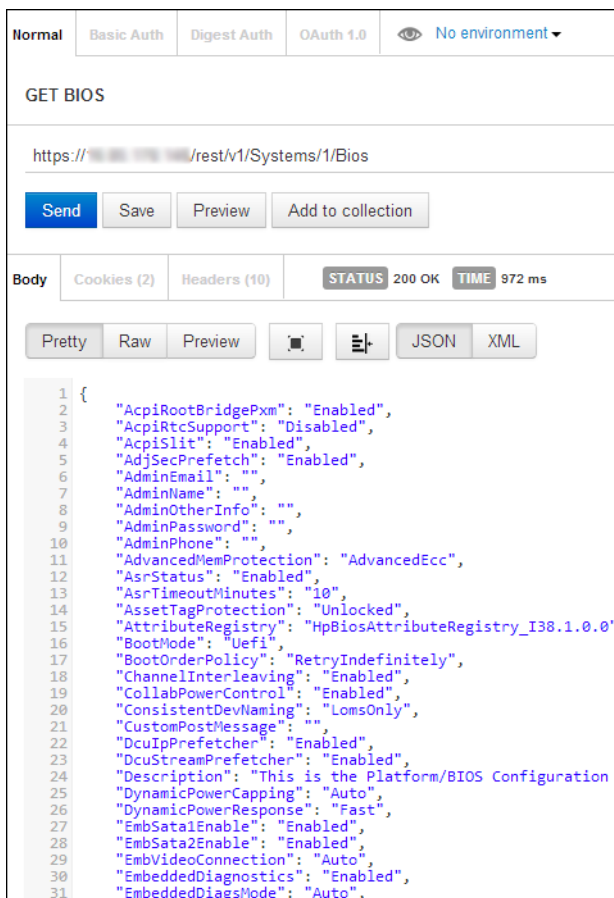 Normal Basic Auth Digest Auth OAuth 1.0 No environment
GET BIOS
https:// /rest/v1/Systems/1/Bios
Send Save Preview Add to collection
Body Cookies (2) Headers (10) STATUS 200 OK TIME 972 ms
Pretty Raw Preview JSON XML
1 {
2 "AcpiRootBridgePxm": "Enabled",
3 "AcpiRtcSupport": "Disabled",
4 "AcpiSlit": "Enabled",
5 "AdjSecPrefetch": "Enabled",
6 "AdminEmail": "",
7 "AdminName": "",
8 "AdminOtherInfo": "",
9 "AdminPassword": "",
10 "AdminPhone": "",
11 "AdvancedMemProtection": "AdvancedEcc",
12 "AsrStatus": "Enabled",
13 "AsrTimeoutMinutes": "10",
14 "AssetTagProtection": "Unlocked",
15 "AttributeRegistry": "HpBiosAttributeRegistry_I38.1.0.0"
16 "BootMode": "Uefi",
17 "BootOrderPolicy": "RetryIndefinitely",
18 "ChannelInterleaving": "Enabled",
19 "CollabPowerControl": "Enabled",
20 "ConsistentDevNaming": "LomsOnly",
21 "CustomPostMessage": "",
22 "DcuIpPrefetcher": "Enabled",
23 "DcuStreamPrefetcher": "Enabled",
24 "Description": "This is the Platform/BIOS Configuration
25 "DynamicPowerCapping": "Auto",
26 "DynamicPowerResponse": "Fast",
27 "EmbSata1Enable": "Enabled",
28 "EmbSata2Enable": "Enabled",
29 "EmbVideoConnection": "Auto",
30 "EmbeddedDiagnostics": "Enabled",
31 "EmbeddedDiagsMode": "Auto",